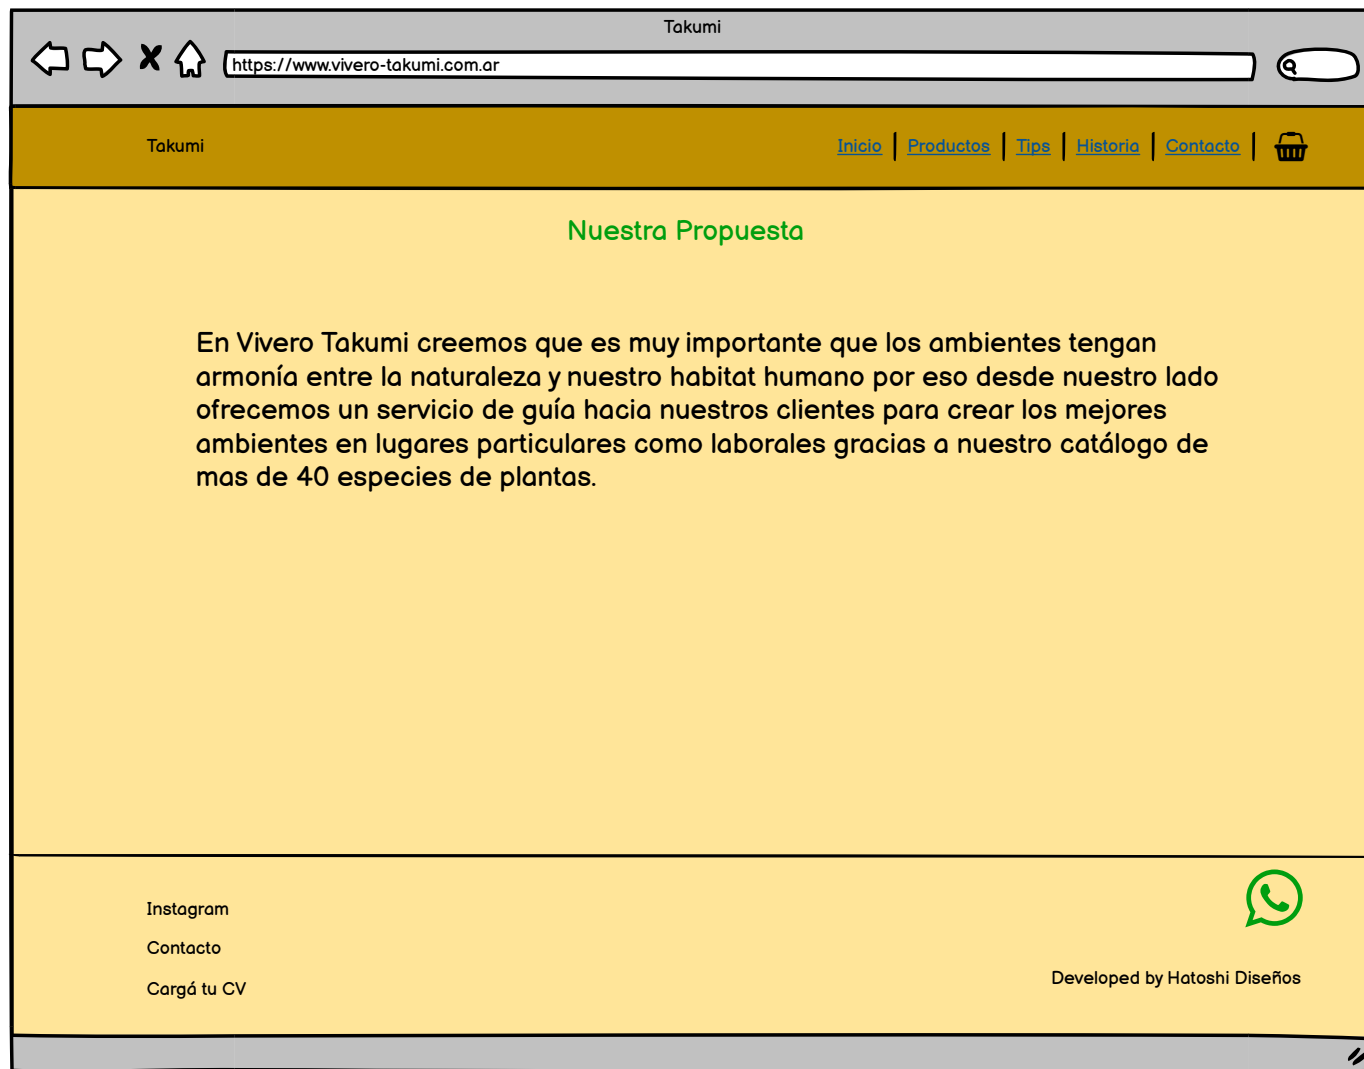 Takumi
https://www.vivero-takumi.com.ar
Takumi
Inicio | Productos | Tips | Historia | Contacto |
Nuestra Propuesta
En Vivero Takumi creemos que es muy importante que los ambientes tengan
armonía entre la naturaleza y nuestro habitat humano por eso desde nuestro lado
ofrecemos un servicio de guía hacia nuestros clientes para crear los mejores
ambientes en lugares particulares como laborales gracias a nuestro catálogo de
mas de 40 especies de plantas.
Instagram
Contacto
Cargá tu CV
Developed by Hatoshi Diseños